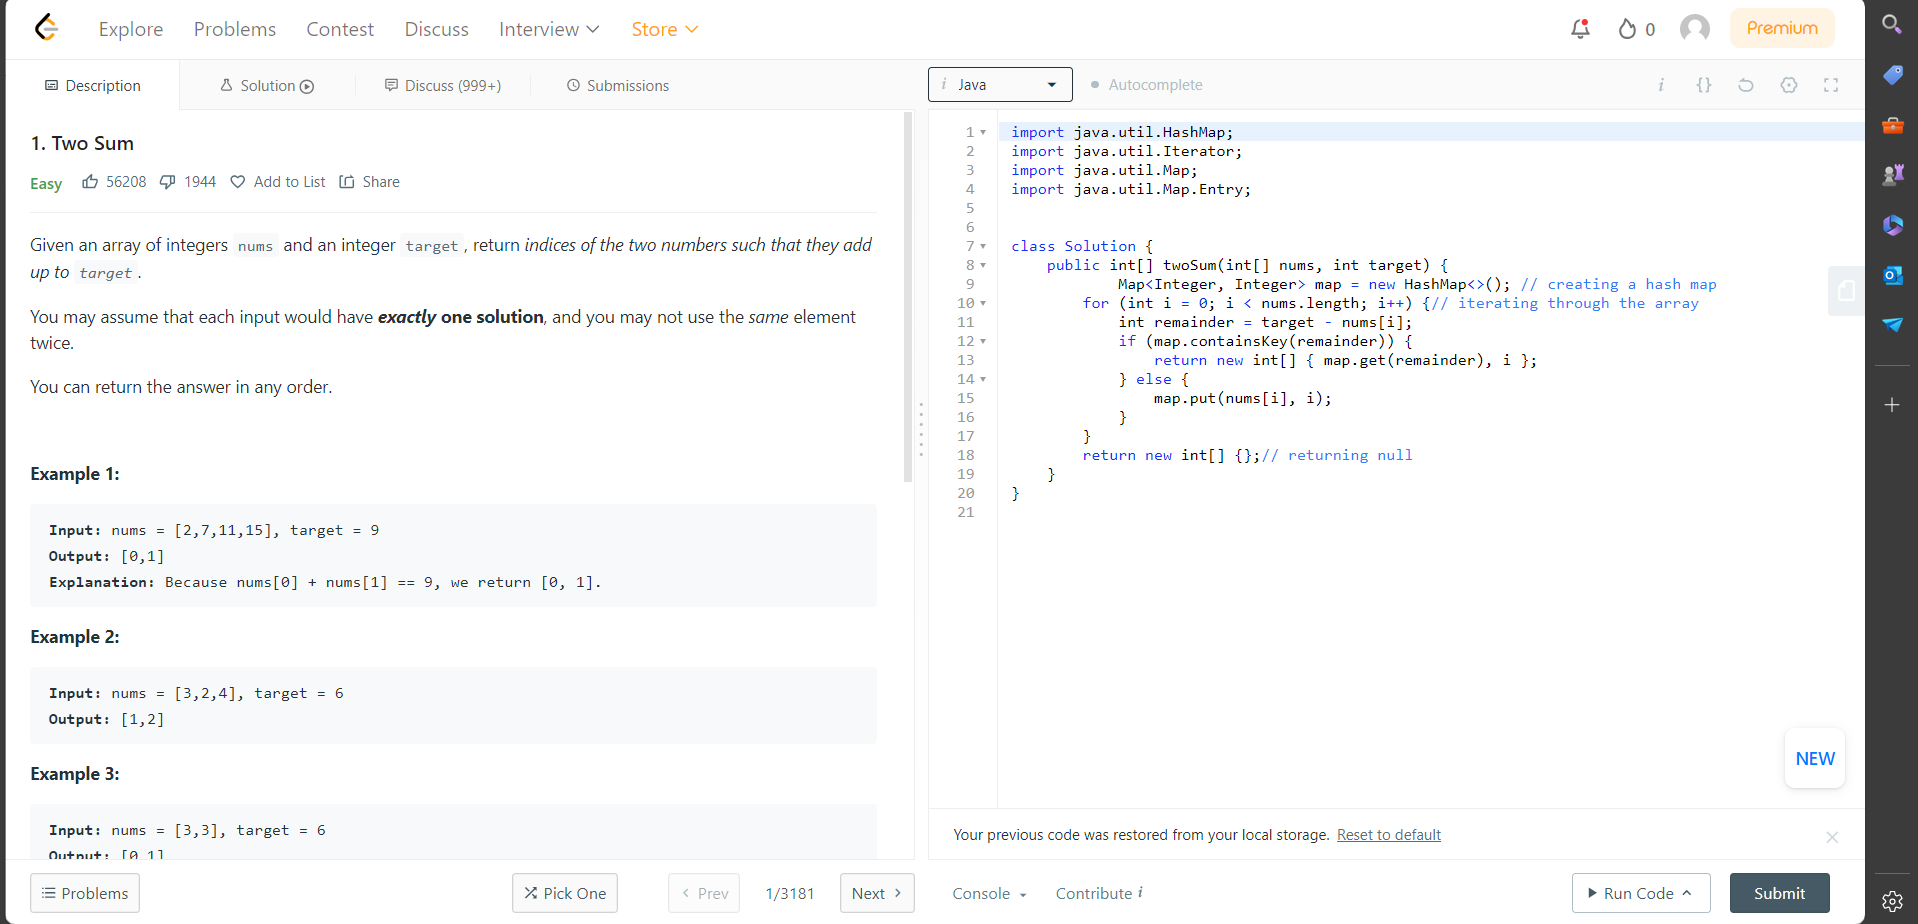 Explore Problems Contest Discuss Interview Store 0 Premium
Description Solution Discuss (999+) Submissions
1. Two Sum
Easy 56208 1944 Add to List Share
Given an array of integers nums and an integer target, return indices of the two numbers such that they add
up to target.
You may assume that each input would have exactly one solution, and you may not use the same element
twice.
You can return the answer in any order.
Example 1:
Input: nums = [2,7,11,15], target = 9
Output: [0,1]
Explanation: Because nums[0] + nums[1] == 9, we return [0, 1].
Example 2:
Input: nums = [3,2,4], target = 6
Output: [1,2]
Example 3:
Input: nums = [3,3], target = 6
Output: [0,1]
Problems Pick One < Prev 1/3181 Next >
i Java Autocomplete i {}
1 import java.util.HashMap;
2 import java.util.Iterator;
3 import java.util.Map;
4 import java.util.Map.Entry;
5
6
7 class Solution {
8 public int[] twoSum(int[] nums, int target) {
9 Map<Integer, Integer> map = new HashMap<>(); // creating a hash map
10 for (int i = 0; i < nums.length; i++) {// iterating through the array
11 int remainder = target - nums[i];
12 if (map.containsKey(remainder)) {
13 return new int[] { map.get(remainder), i };
14 } else {
15 map.put(nums[i], i);
16 }
17 }
18 return new int[] {};// returning null
19 }
20 }
21
NEW
Your previous code was restored from your local storage. Reset to default
Console Contribute i Run Code Submit